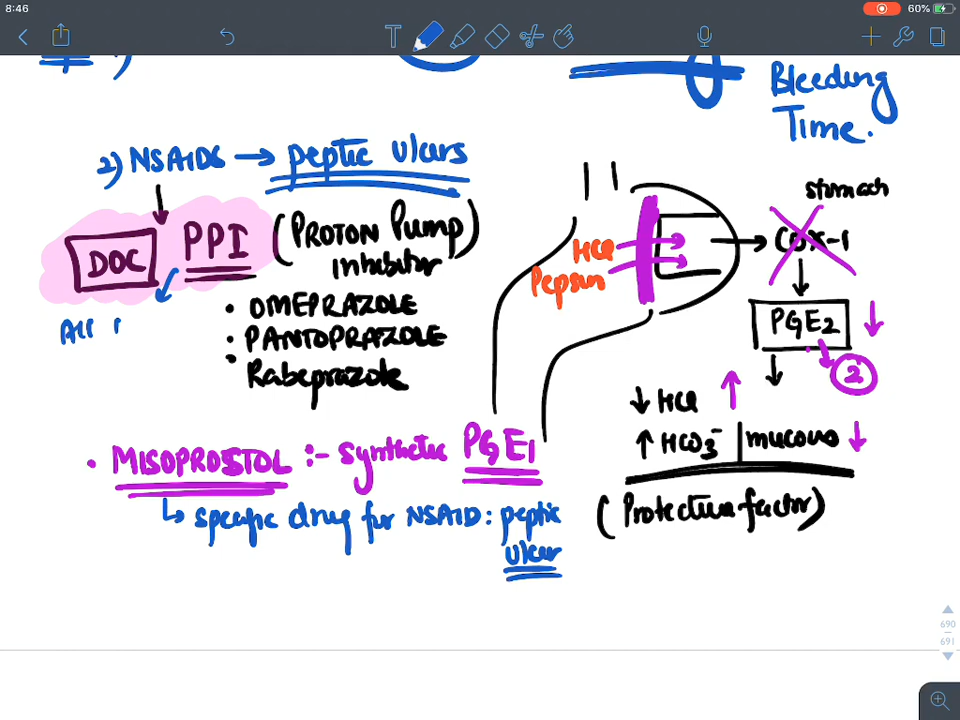 8:46
60%
T
Bleeding
Time.
2) NSAIDS → peptic ulcers
DOC PPI (PROTON Pump
Inhibitor)
• OMEPRAZOLE
• PANTOPRAZOLE
• Rabeprazole
All
stomach
COX-1
HCl
Pepsin
PGE2 ↓
2
↓ HCl ↑
↑ HCO3⁻ | mucous ↓
(Protective factor)
• MISOPROSTOL :- synthetic PGE1
↳ specific drug for NSAID: peptic
ulcer
690
691